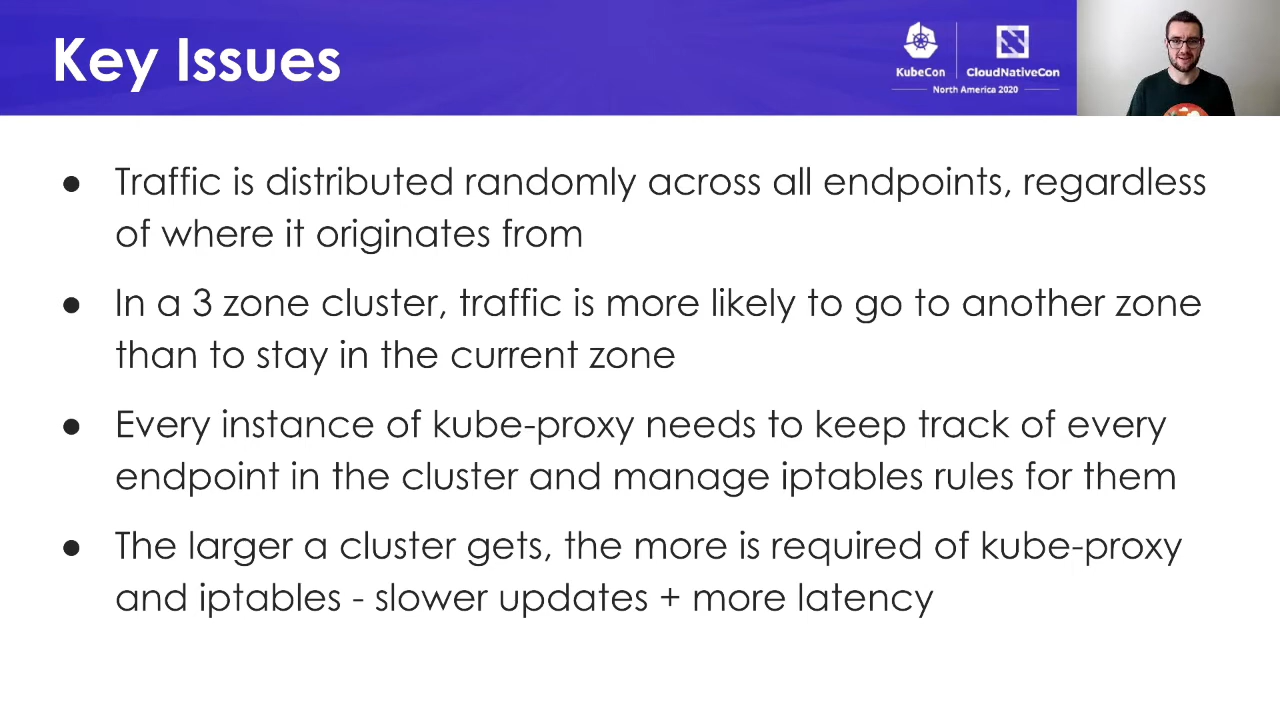 Key Issues
KubeCon
CloudNativeCon
North America 2020
● Traffic is distributed randomly across all endpoints, regardless
of where it originates from
● In a 3 zone cluster, traffic is more likely to go to another zone
than to stay in the current zone
● Every instance of kube-proxy needs to keep track of every
endpoint in the cluster and manage iptables rules for them
● The larger a cluster gets, the more is required of kube-proxy
and iptables - slower updates + more latency